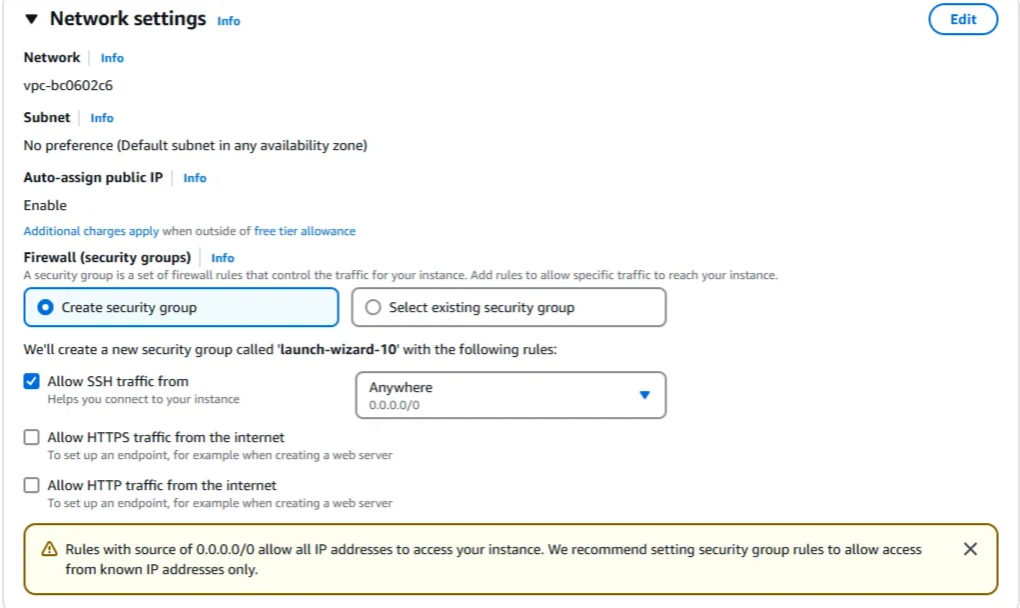 Network settings Info
Edit
Network Info
vpc-bc0602c6
Subnet Info
No preference (Default subnet in any availability zone)
Auto-assign public IP Info
Enable
Additional charges apply when outside of free tier allowance
Firewall (security groups) Info
A security group is a set of firewall rules that control the traffic for your instance. Add rules to allow specific traffic to reach your instance.
Create security group
Select existing security group
We'll create a new security group called 'launch-wizard-10' with the following rules:
Allow SSH traffic from
Helps you connect to your instance
Anywhere
0.0.0.0/0
Allow HTTPS traffic from the internet
To set up an endpoint, for example when creating a web server
Allow HTTP traffic from the internet
To set up an endpoint, for example when creating a web server
Rules with source of 0.0.0.0/0 allow all IP addresses to access your instance. We recommend setting security group rules to allow access
from known IP addresses only.